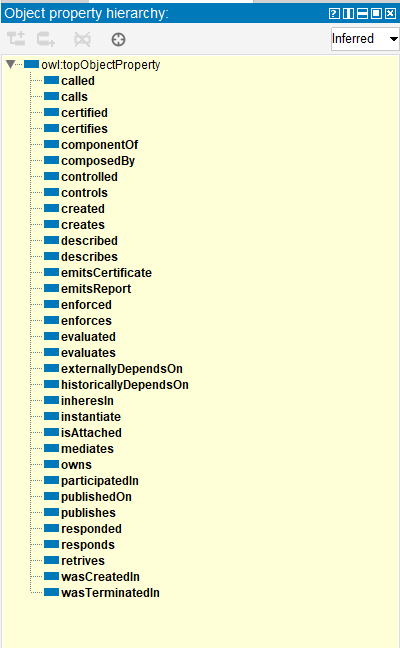 Object property hierarchy:
Inferred
owl:topObjectProperty
called
calls
certified
certifies
componentOf
composedBy
controlled
controls
created
creates
described
describes
emitsCertificate
emitsReport
enforced
enforces
evaluated
evaluates
externallyDependsOn
historicallyDependsOn
inheresIn
instantiate
isAttached
mediates
owns
participatedIn
publishedOn
publishes
responded
responds
retrives
wasCreatedIn
wasTerminatedIn